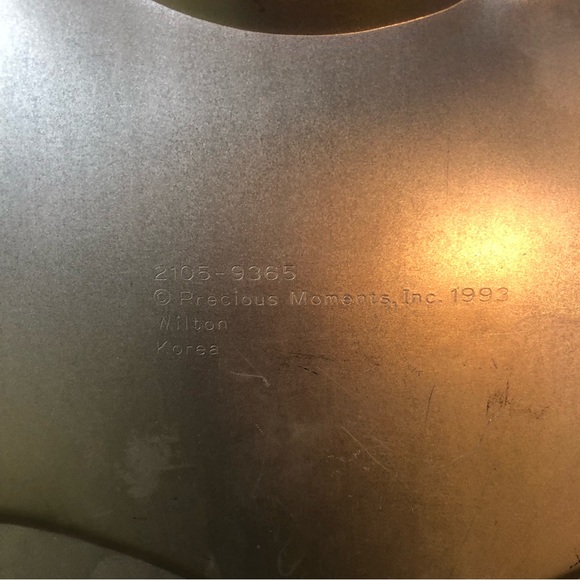 2105-9365
© Precious Moments, Inc. 1993
Wilton
Korea